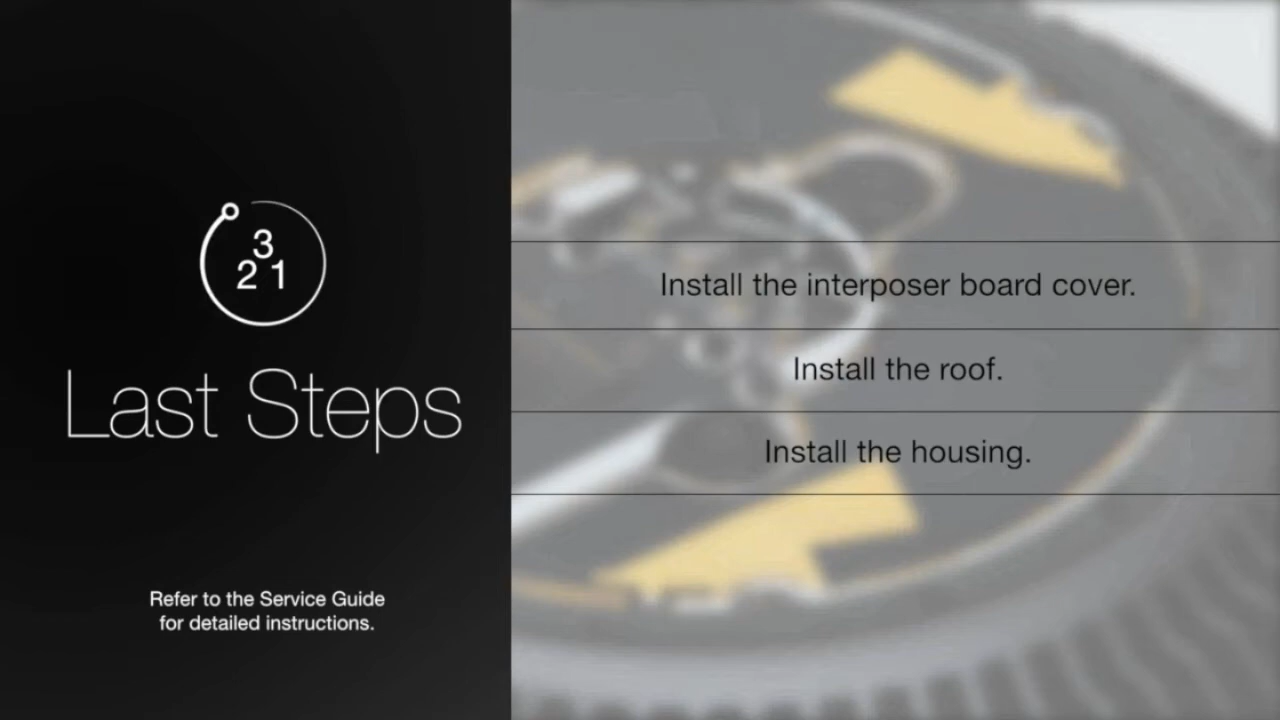 3
2 1
Last Steps
Refer to the Service Guide
for detailed instructions.
Install the interposer board cover.
Install the roof.
Install the housing.